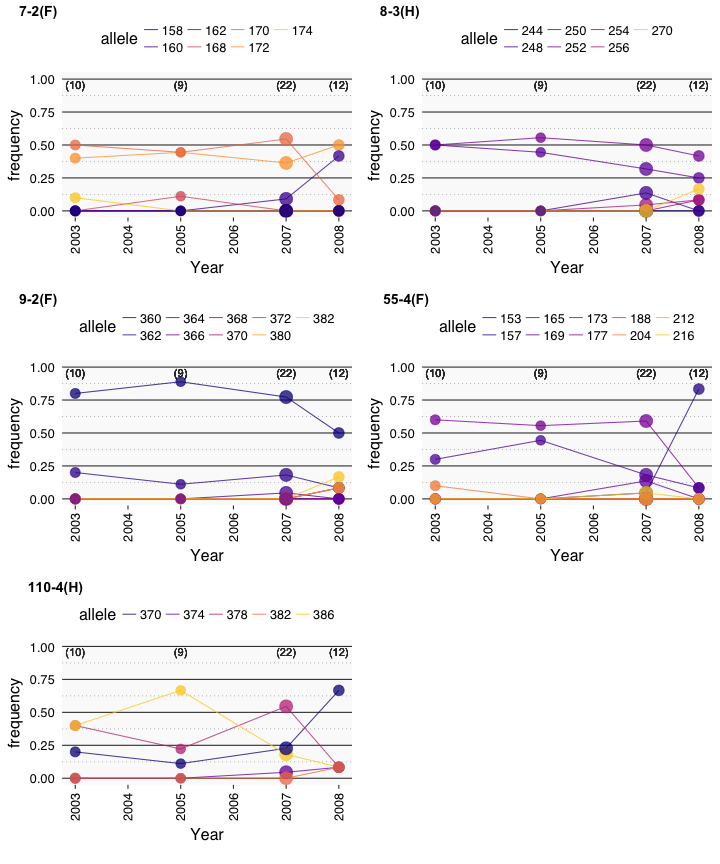 7-2(F)
allele 158 162 170 174
160 168 172
1.00
(10) (9) (22) (12)
0.75
0.50
0.25
0.00
frequency
2003 2004 2005 2006 2007 2008
Year
8-3(H)
allele 244 250 254 270
248 252 256
1.00
(10) (9) (22) (12)
0.75
0.50
0.25
0.00
frequency
2003 2004 2005 2006 2007 2008
Year
9-2(F)
allele 360 364 368 372 382
362 366 370 380
1.00
(10) (9) (22) (12)
0.75
0.50
0.25
0.00
frequency
2003 2004 2005 2006 2007 2008
Year
55-4(F)
allele 153 165 173 188 212
157 169 177 204 216
1.00
(10) (9) (22) (12)
0.75
0.50
0.25
0.00
frequency
2003 2004 2005 2006 2007 2008
Year
110-4(H)
allele 370 374 378 382 386
1.00
(10) (9) (22) (12)
0.75
0.50
0.25
0.00
frequency
2003 2004 2005 2006 2007 2008
Year